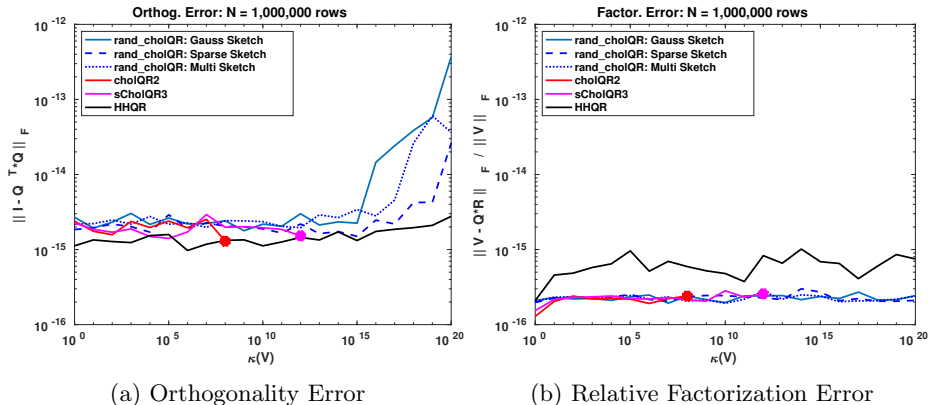 Orthog. Error: N = 1,000,000 rows
10^-12
10^-13
10^-14
10^-15
10^-16
|| I - Q^T*Q ||_F
rand_cholQR: Gauss Sketch
rand_cholQR: Sparse Sketch
rand_cholQR: Multi Sketch
cholQR2
sCholQR3
HHQR
10^0 10^5 10^10 10^15 10^20
κ(V)
(a) Orthogonality Error
Factor. Error: N = 1,000,000 rows
10^-12
10^-13
10^-14
10^-15
10^-16
|| V - Q*R ||_F / || V ||_F
rand_cholQR: Gauss Sketch
rand_cholQR: Sparse Sketch
rand_cholQR: Multi Sketch
cholQR2
sCholQR3
HHQR
10^0 10^5 10^10 10^15 10^20
κ(V)
(b) Relative Factorization Error